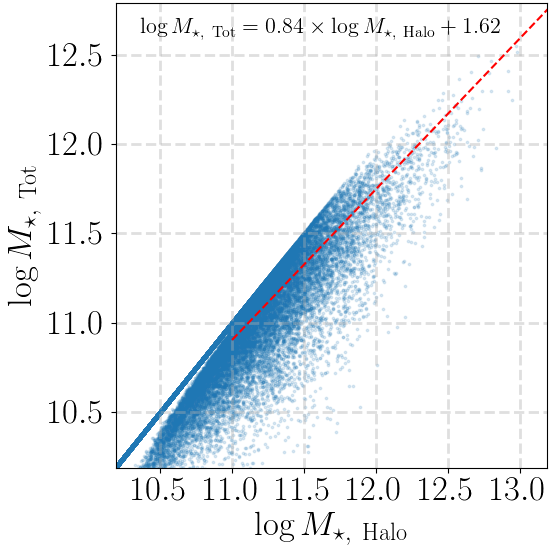 log M⋆, Tot = 0.84 × log M⋆, Halo + 1.62
12.5
12.0
11.5
11.0
10.5
log M⋆, Tot
10.5 11.0 11.5 12.0 12.5 13.0
log M⋆, Halo